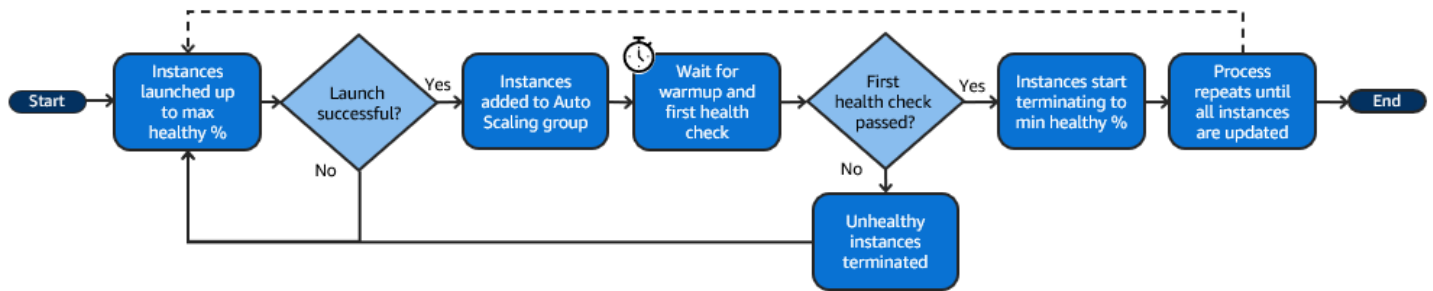 Start
Instances
launched up
to max
healthy %
Launch
successful?
Yes
No
Instances
added to Auto
Scaling group
Wait for
warmup and
first health
check
First
health check
passed?
Yes
No
Unhealthy
instances
terminated
Instances start
terminating to
min healthy %
Process
repeats until
all instances
are updated
End